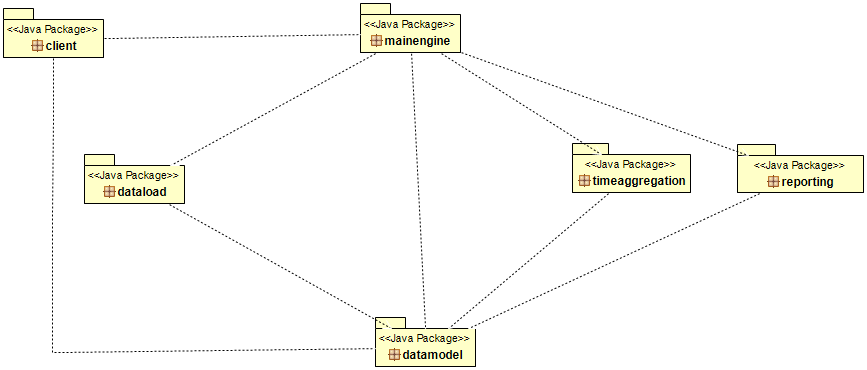 <<Java Package>>
client
<<Java Package>>
mainengine
<<Java Package>>
dataload
<<Java Package>>
timeaggregation
<<Java Package>>
reporting
<<Java Package>>
datamodel